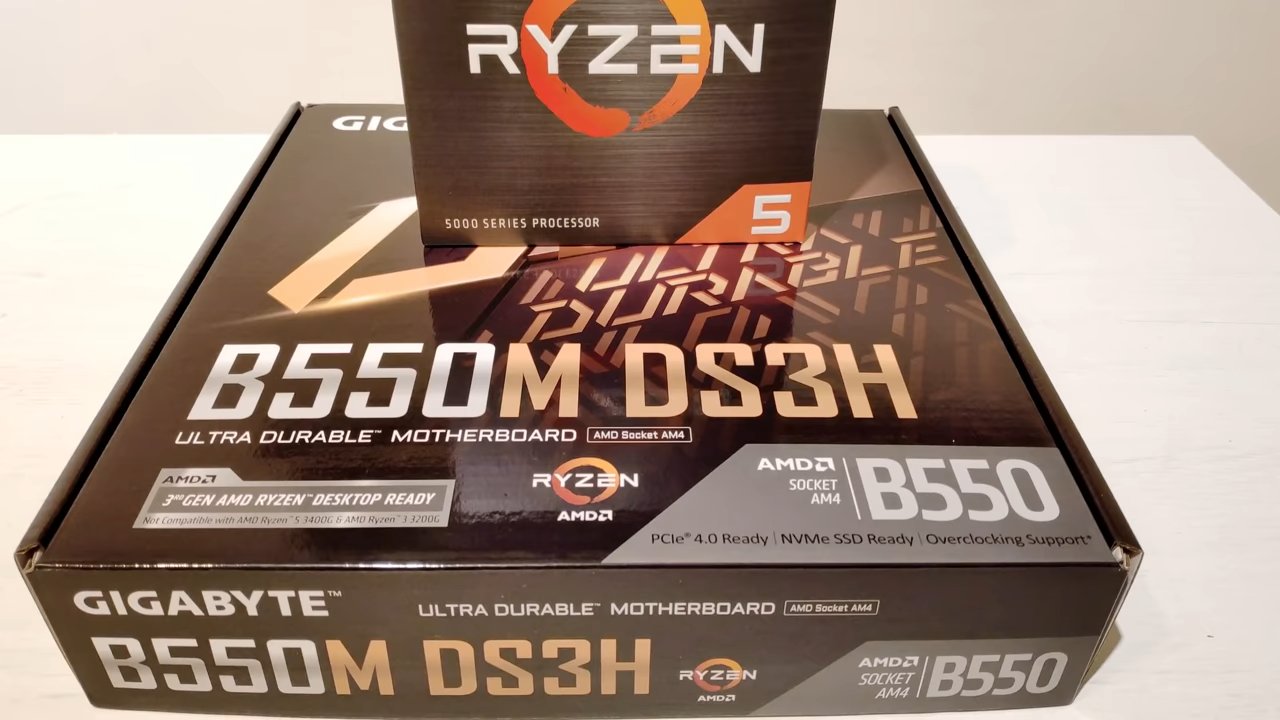 RYZEN
5000 SERIES PROCESSOR
5
GIG
ULTRA
DURABLE
B550M DS3H
ULTRA DURABLE™ MOTHERBOARD AMD Socket AM4
AMD
3RD GEN AMD RYZEN™ DESKTOP READY
Not Compatible with AMD Ryzen™ 5 3400G & AMD Ryzen™ 3 3200G
RYZEN
AMD
AMD
SOCKET
AM4
B550
PCIe® 4.0 Ready | NVMe SSD Ready | Overclocking Support*
GIGABYTE™
ULTRA DURABLE™ MOTHERBOARD AMD Socket AM4
B550M DS3H
RYZEN
AMD
AMD
SOCKET
AM4
B550